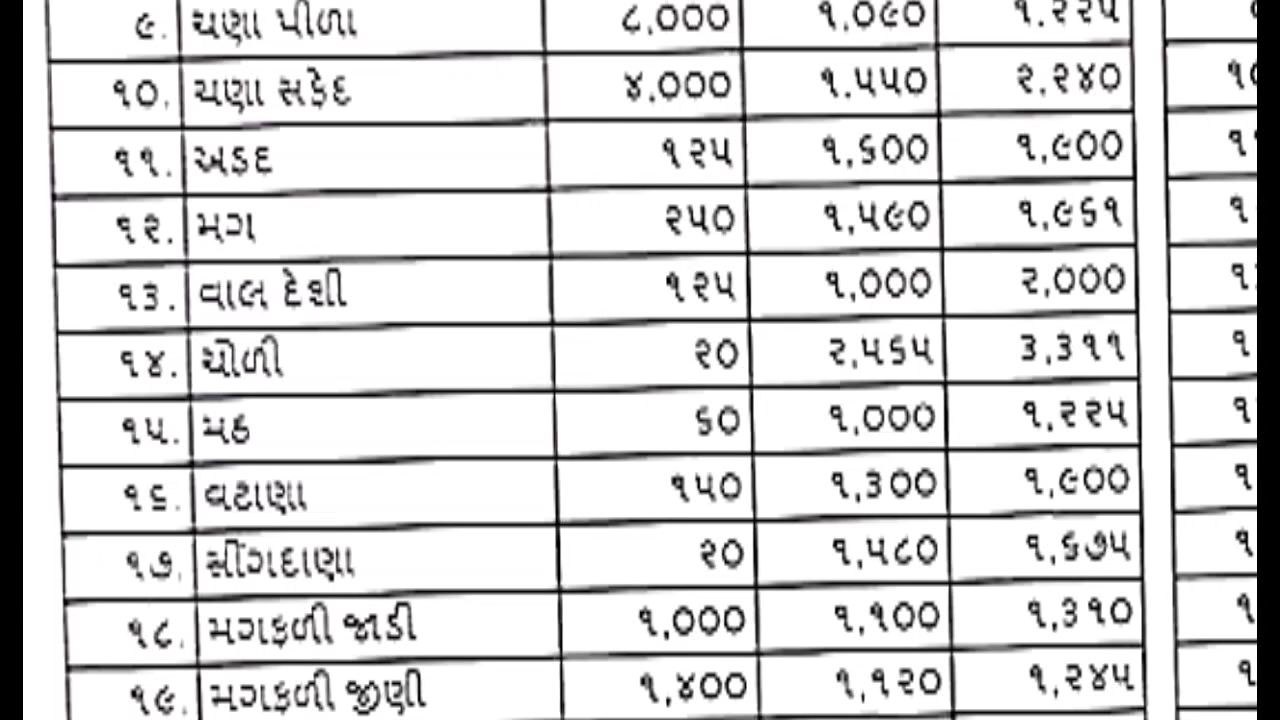 ૯. ચણા પીળા ૮,૦૦૦ ૧,૦૯૦ ૧.૨૨૫
૧૦. ચણા સફેદ ૪,૦૦૦ ૧.૫૫૦ ૨.૨૪૦
૧૧. અડદ ૧૨૫ ૧,૬૦૦ ૧,૯૦૦
૧૨. મગ ૨૫૦ ૧,૫૯૦ ૧,૯૬૧
૧૩. વાલ દેશી ૧૨૫ ૧,૦૦૦ ૨,૦૦૦
૧૪. ચોળી ૨૦ ૨,૫૬૫ ૩,૩૧૧
૧૫. મઠ ૬૦ ૧,૦૦૦ ૧,૨૨૫
૧૬. વટાણા ૧૫૦ ૧,૩૦૦ ૧,૯૦૦
૧૭. સીંગદાણા ૨૦ ૧,૫૮૦ ૧,૬૭૫
૧૮. મગફળી જાડી ૧,૦૦૦ ૧,૧૦૦ ૧,૩૧૦
૧૯. મગફળી જીણી ૧,૪૦૦ ૧,૧૨૦ ૧,૨૪૫